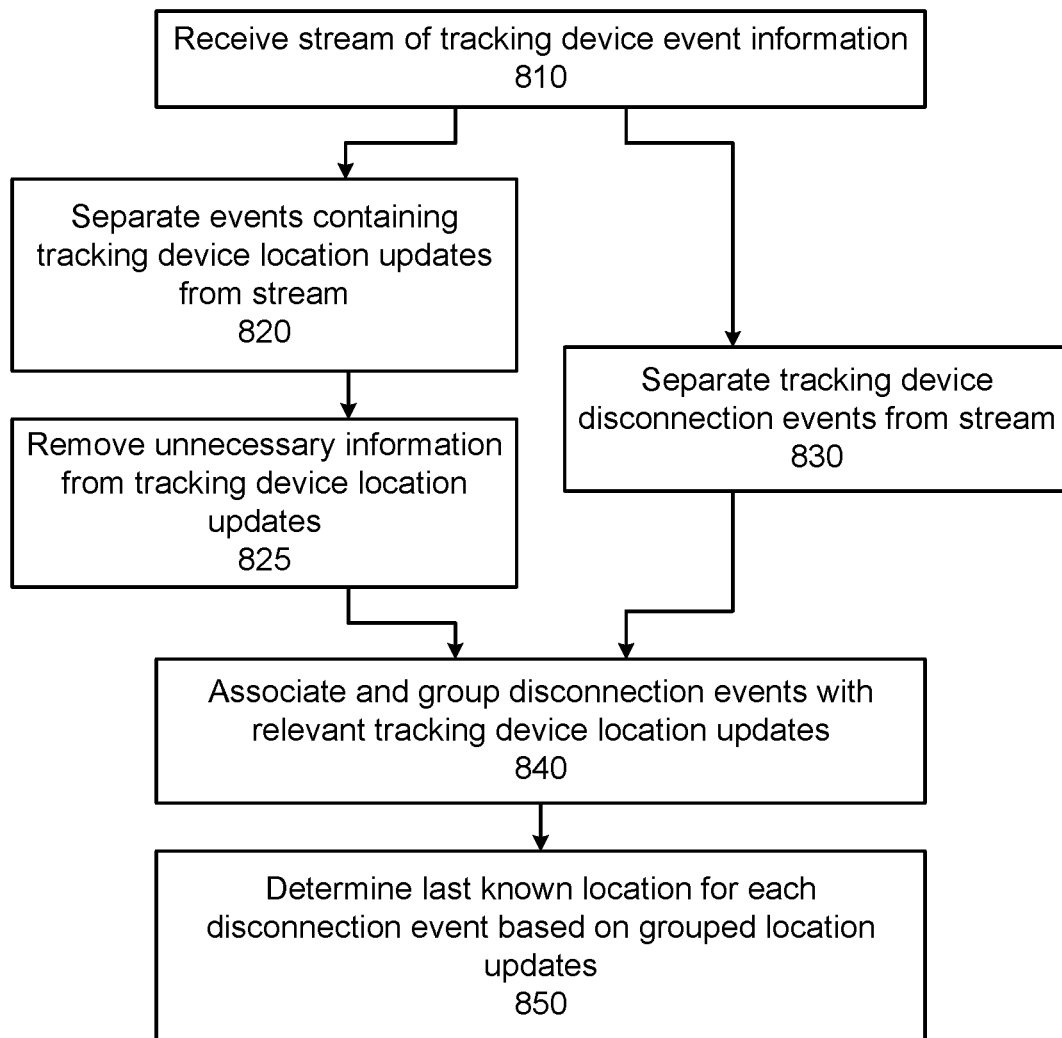 Receive stream of tracking device event information
810
Separate events containing
tracking device location updates
from stream
820
Separate tracking device
disconnection events from stream
830
Remove unnecessary information
from tracking device location
updates
825
Associate and group disconnection events with
relevant tracking device location updates
840
Determine last known location for each
disconnection event based on grouped location
updates
850